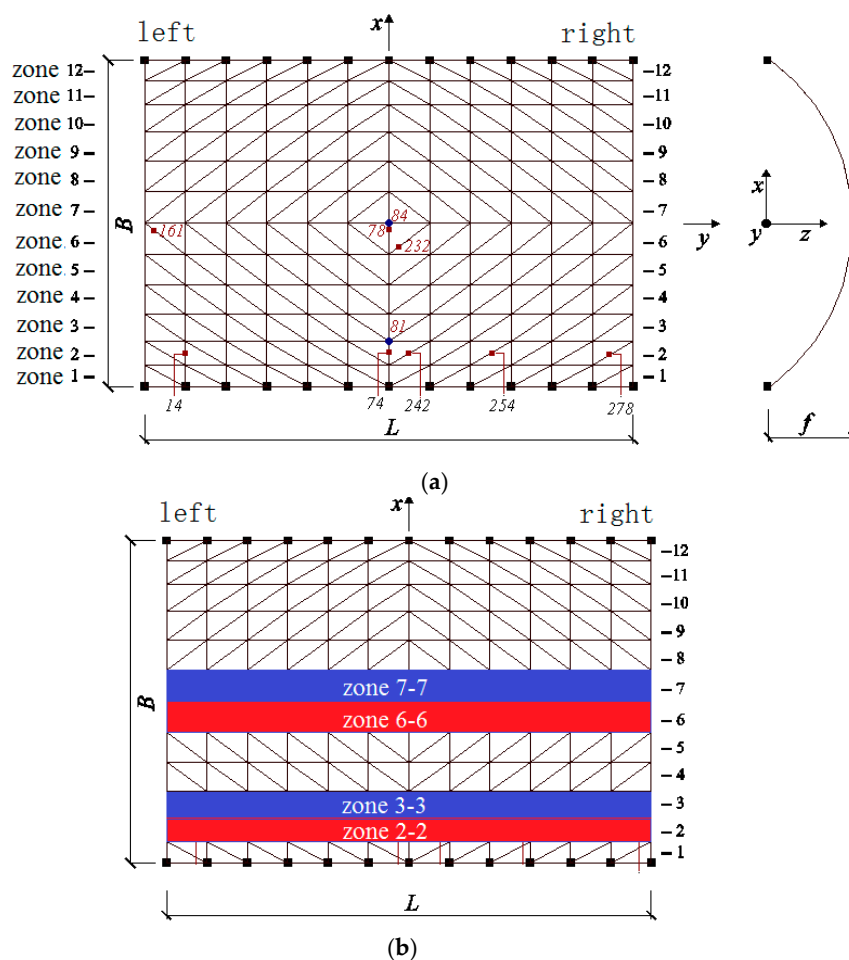 left
x
right
zone 12
12
zone 11
11
zone 10
10
zone 9
9
zone 8
8
zone 7
7
zone 6
6
zone 5
5
zone 4
4
zone 3
3
zone 2
2
zone 1
1
B
84
78
161
232
81
14
74
242
254
278
L
y
x
y
z
f
(a)
left
x
right
12
11
10
9
8
zone 7-7
7
zone 6-6
6
5
4
zone 3-3
3
zone 2-2
2
1
B
L
(b)